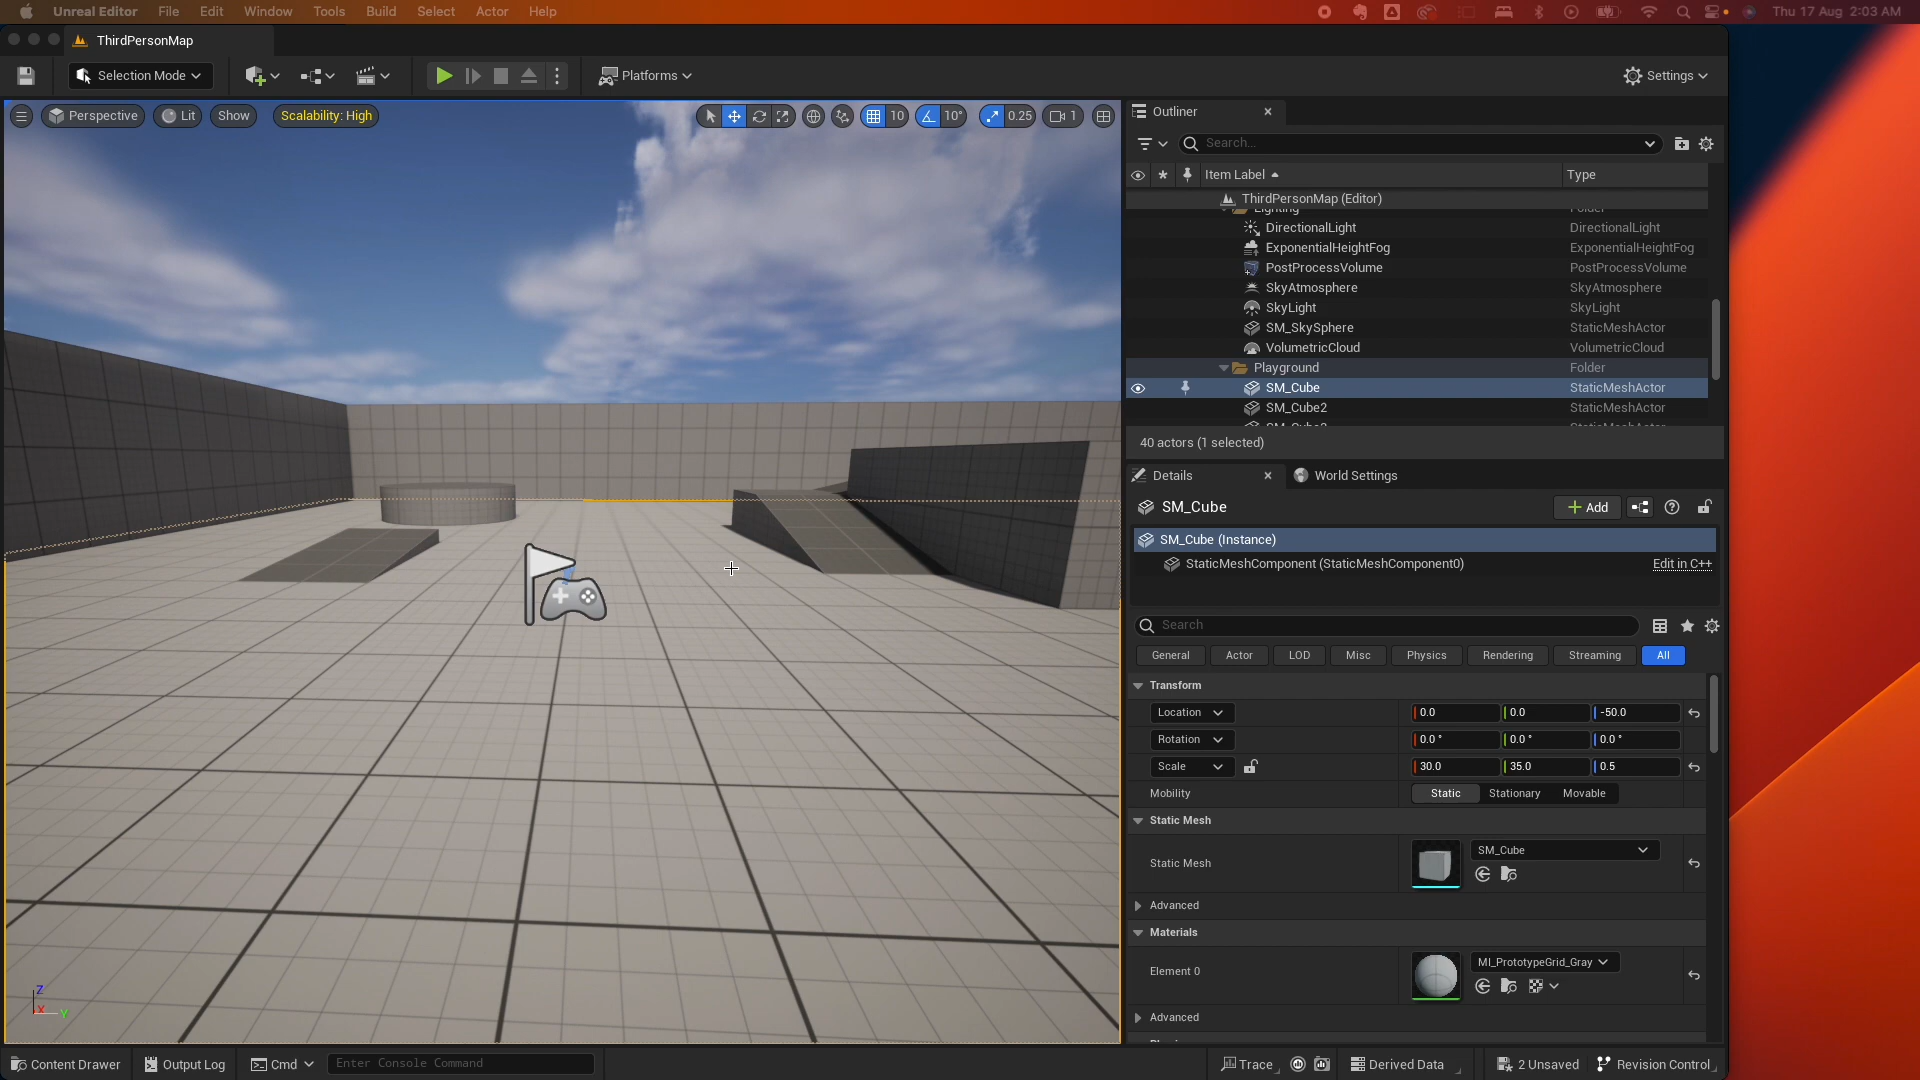 Unreal Editor File Edit Window Tools Build Select Actor Help Thu 17 Aug 2:03 AM
ThirdPersonMap
Selection Mode Platforms Settings
Perspective Lit Show Scalability: High 10 10° 0.25 1
Outliner
Search...
Item Label Type
ThirdPersonMap (Editor)
Lighting Folder
DirectionalLight DirectionalLight
ExponentialHeightFog ExponentialHeightFog
PostProcessVolume PostProcessVolume
SkyAtmosphere SkyAtmosphere
SkyLight SkyLight
SM_SkySphere StaticMeshActor
VolumetricCloud VolumetricCloud
Playground Folder
SM_Cube StaticMeshActor
SM_Cube2 StaticMeshActor
40 actors (1 selected)
Details World Settings
SM_Cube Add
SM_Cube (Instance)
StaticMeshComponent (StaticMeshComponent0) Edit in C++
Search
General Actor LOD Misc Physics Rendering Streaming All
Transform
Location 0.0 0.0 -50.0
Rotation 0.0° 0.0° 0.0°
Scale 30.0 35.0 0.5
Mobility Static Stationary Movable
Static Mesh
Static Mesh SM_Cube
Advanced
Materials
Element 0 MI_PrototypeGrid_Gray
Advanced
Z
X Y
Content Drawer Output Log Cmd Enter Console Command Trace Derived Data 2 Unsaved Revision Control